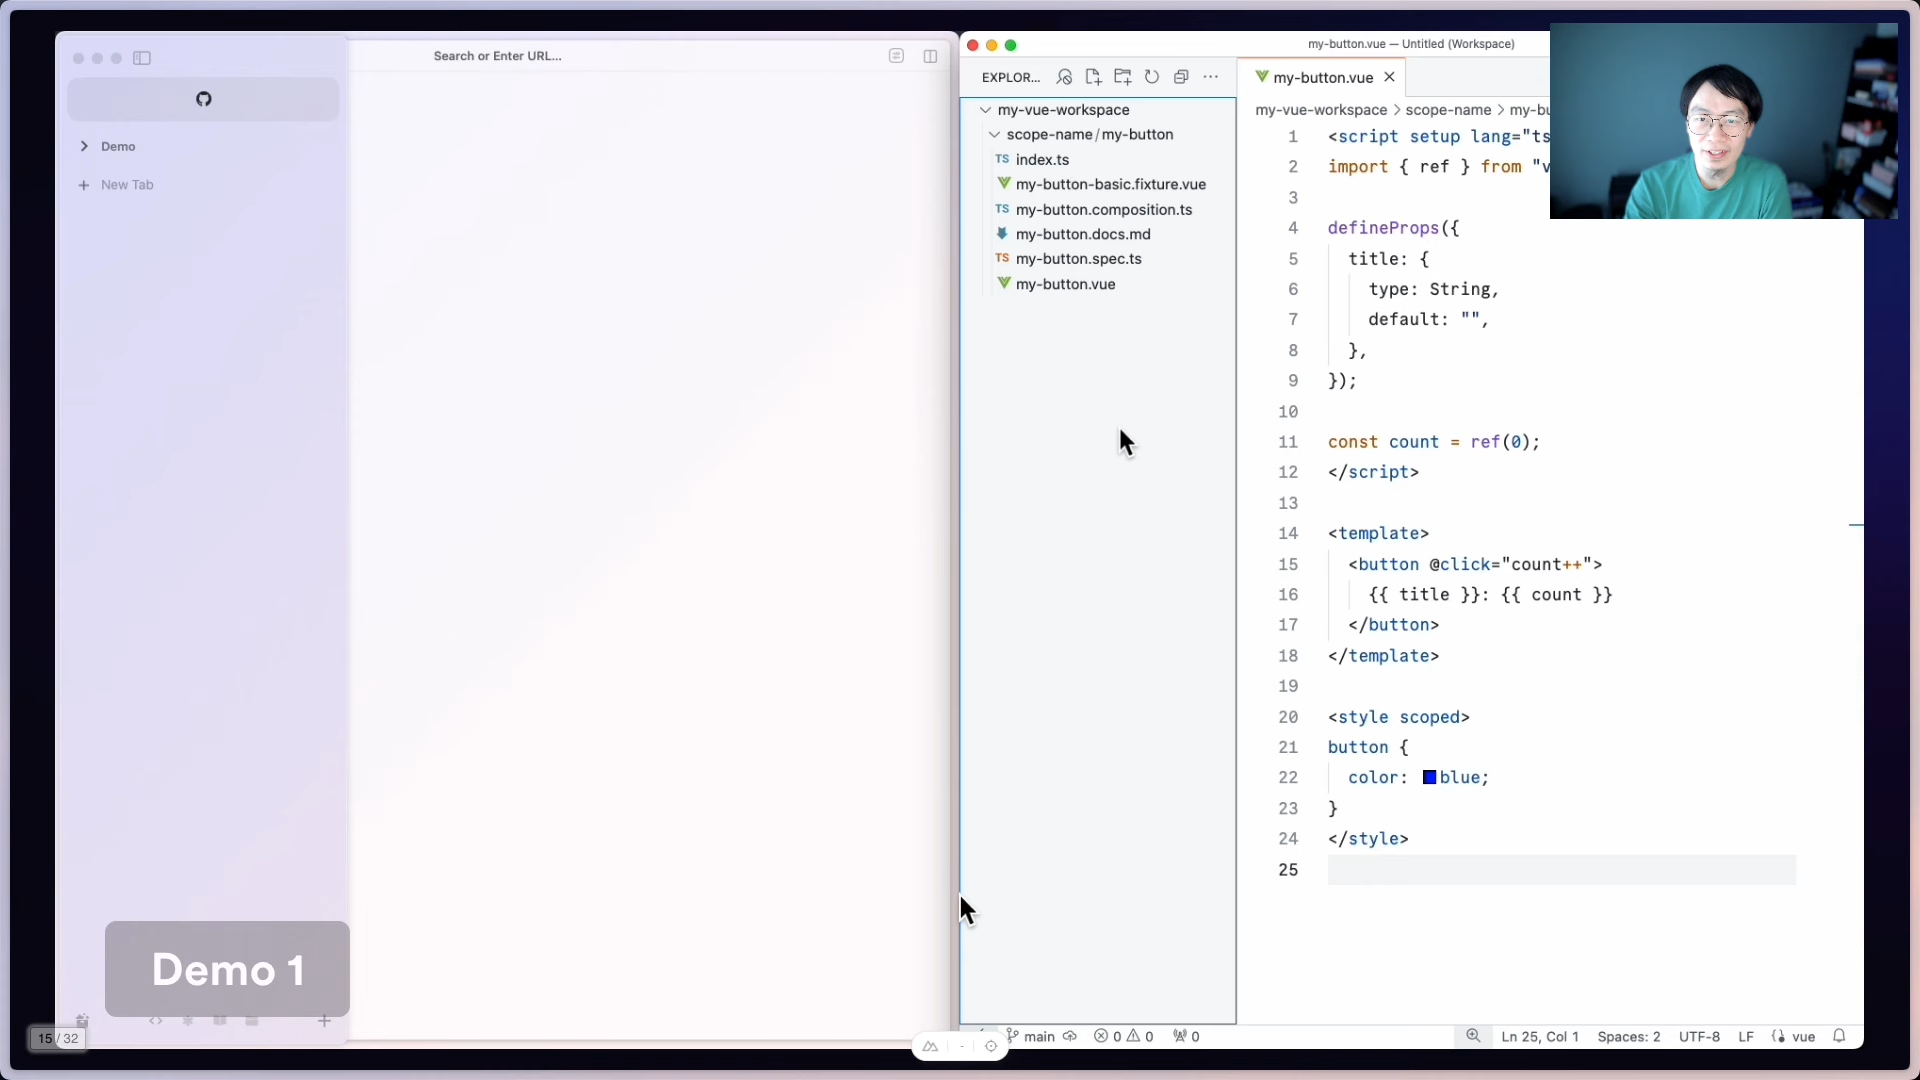 Search or Enter URL...
Demo
New Tab
Demo 1
15 / 32
my-button.vue — Untitled (Workspace)
EXPLOR...
my-vue-workspace
scope-name/my-button
TS index.ts
my-button-basic.fixture.vue
TS my-button.composition.ts
my-button.docs.md
TS my-button.spec.ts
my-button.vue
my-button.vue
my-vue-workspace > scope-name > my-bu
1 <script setup lang="ts
2 import { ref } from "v
3
4 defineProps({
5 title: {
6 type: String,
7 default: "",
8 },
9 });
10
11 const count = ref(0);
12 </script>
13
14 <template>
15 <button @click="count++">
16 {{ title }}: {{ count }}
17 </button>
18 </template>
19
20 <style scoped>
21 button {
22 color: blue;
23 }
24 </style>
25
main 0 0 0
Ln 25, Col 1 Spaces: 2 UTF-8 LF vue